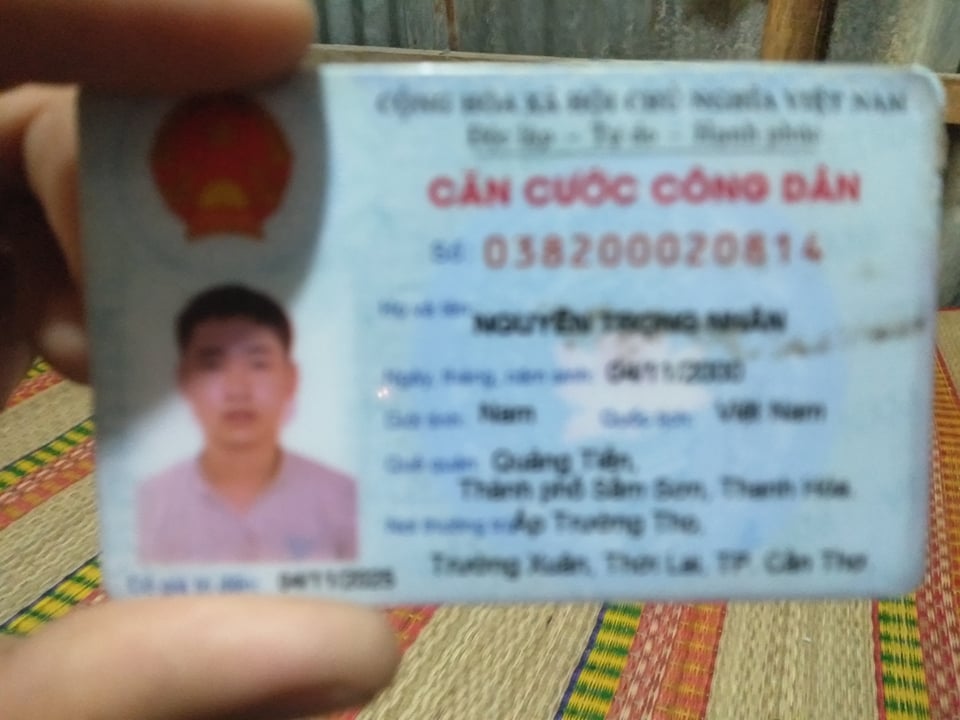 CỘNG HÒA XÃ HỘI CHỦ NGHĨA VIỆT NAM
Độc lập - Tự do - Hạnh phúc
CĂN CƯỚC CÔNG DÂN
Số: 038200020814
Họ và tên: NGUYỄN TRỌNG NHÂN
Ngày, tháng, năm sinh: 04/11/2000
Giới tính: Nam Quốc tịch: Việt Nam
Quê quán: Quảng Tiến,
Thành phố Sầm Sơn, Thanh Hóa
Nơi thường trú: Ấp Trường Thọ,
Trường Xuân, Thới Lai, TP. Cần Thơ
Có giá trị đến: 04/11/2025